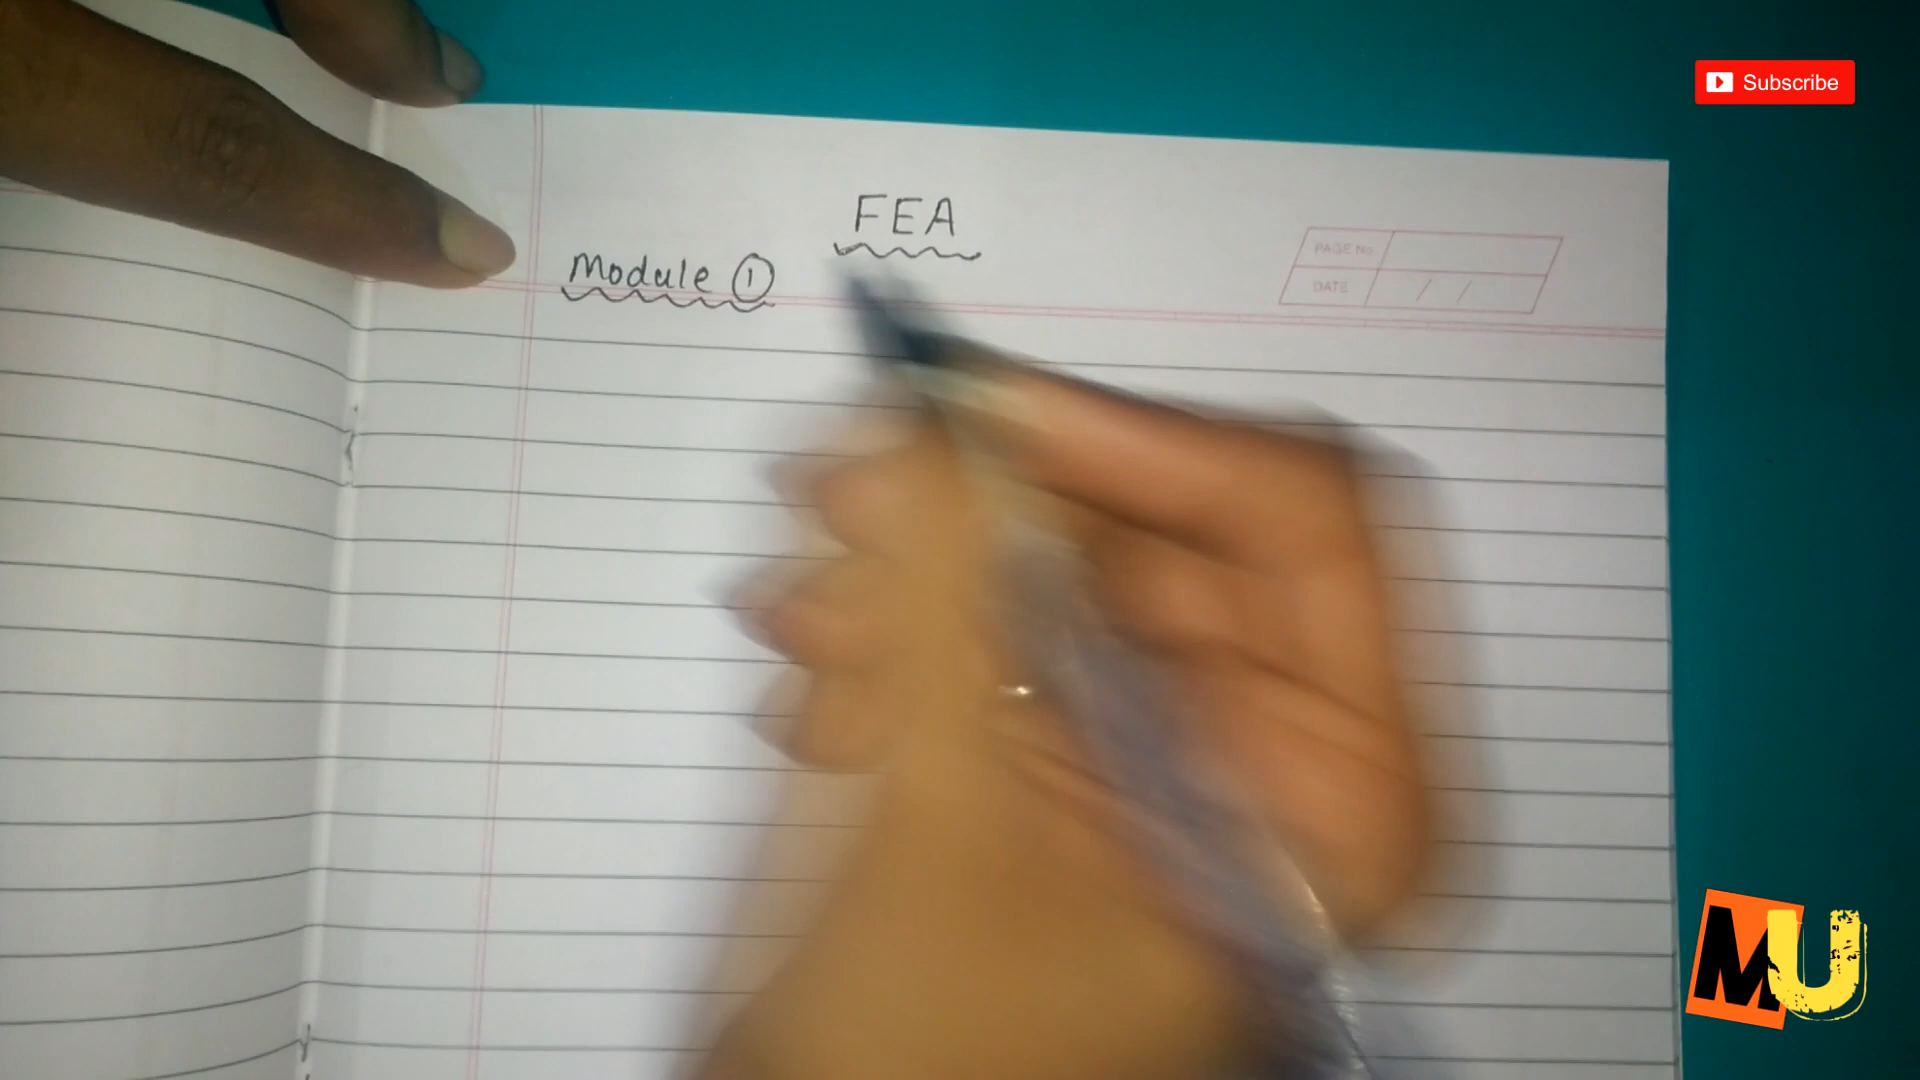 Subscribe
FEA
Module ①
PAGE No.
DATE / /
MU